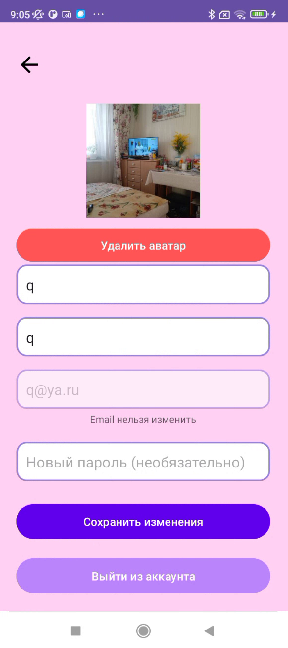 9:05
Удалить аватар
q
q
q@ya.ru
Email нельзя изменить
Новый пароль (необязательно)
Сохранить изменения
Выйти из аккаунта